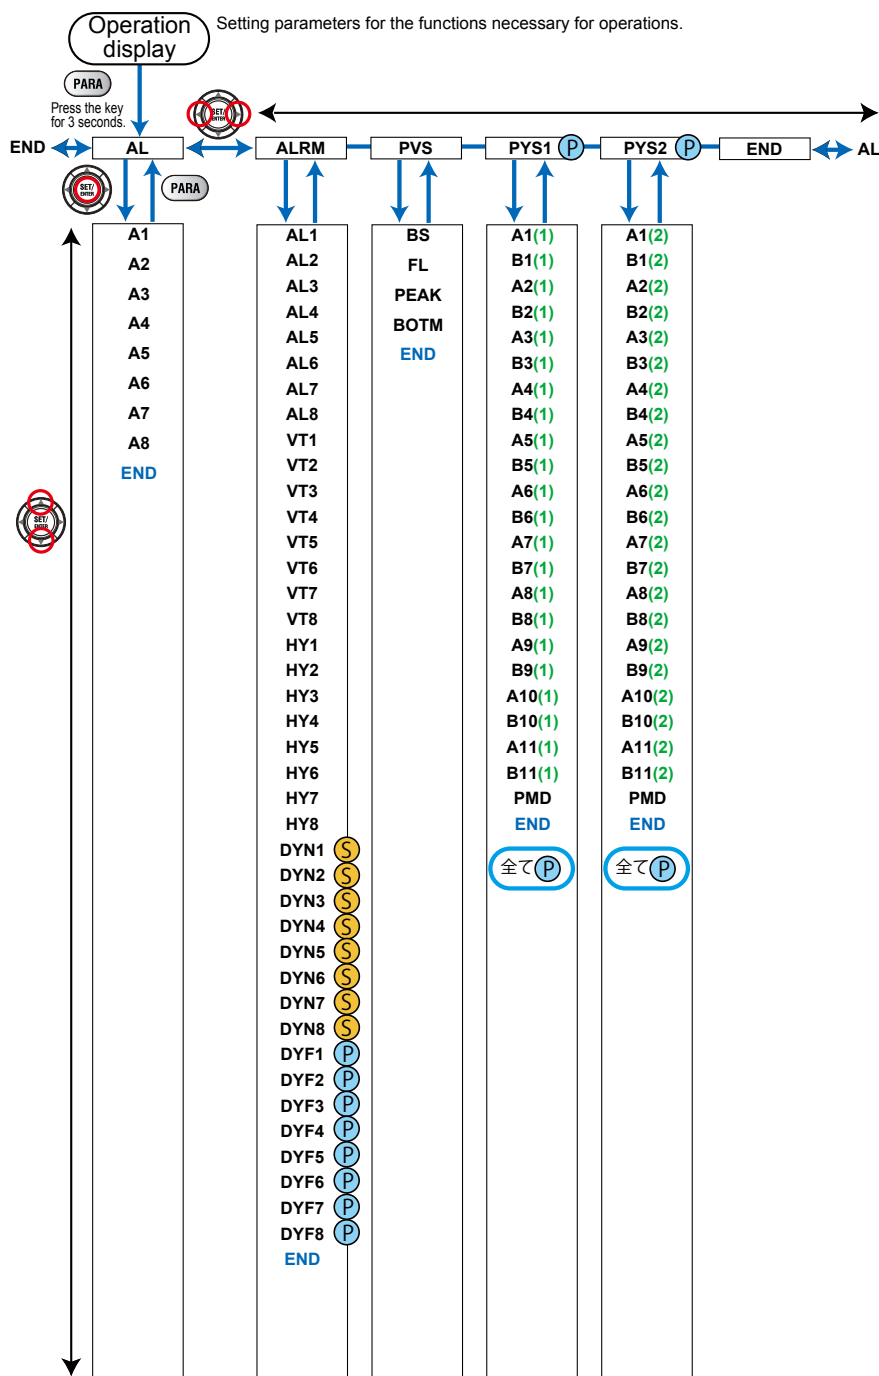 Operation
display
Setting parameters for the functions necessary for operations.
PARA
Press the key
for 3 seconds.
SET/
ENTER
END
AL
ALRM
PVS
PYS1 P
PYS2 P
END
AL
SET/
ENTER
PARA
A1
A2
A3
A4
A5
A6
A7
A8
END
SET/
ENTER
AL1
AL2
AL3
AL4
AL5
AL6
AL7
AL8
VT1
VT2
VT3
VT4
VT5
VT6
VT7
VT8
HY1
HY2
HY3
HY4
HY5
HY6
HY7
HY8
DYN1 S
DYN2 S
DYN3 S
DYN4 S
DYN5 S
DYN6 S
DYN7 S
DYN8 S
DYF1 P
DYF2 P
DYF3 P
DYF4 P
DYF5 P
DYF6 P
DYF7 P
DYF8 P
END
BS
FL
PEAK
BOTM
END
A1(1)
B1(1)
A2(1)
B2(1)
A3(1)
B3(1)
A4(1)
B4(1)
A5(1)
B5(1)
A6(1)
B6(1)
A7(1)
B7(1)
A8(1)
B8(1)
A9(1)
B9(1)
A10(1)
B10(1)
A11(1)
B11(1)
PMD
END
全て P
A1(2)
B1(2)
A2(2)
B2(2)
A3(2)
B3(2)
A4(2)
B4(2)
A5(2)
B5(2)
A6(2)
B6(2)
A7(2)
B7(2)
A8(2)
B8(2)
A9(2)
B9(2)
A10(2)
B10(2)
A11(2)
B11(2)
PMD
END
全て P